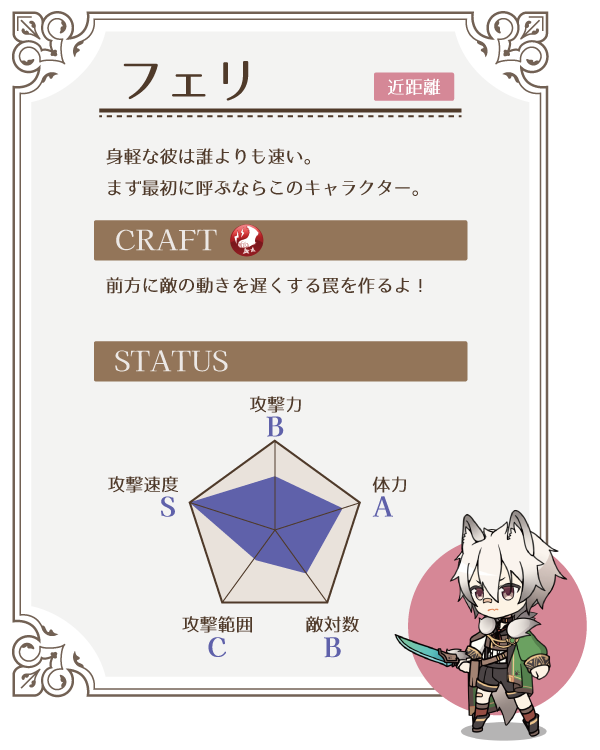 フェリ
近距離
身軽な彼は誰よりも速い。
まず最初に呼ぶならこのキャラクター。
CRAFT
前方に敵の動きを遅くする罠を作るよ！
STATUS
攻撃力
B
攻撃速度
S
体力
A
攻撃範囲
C
敵対数
B